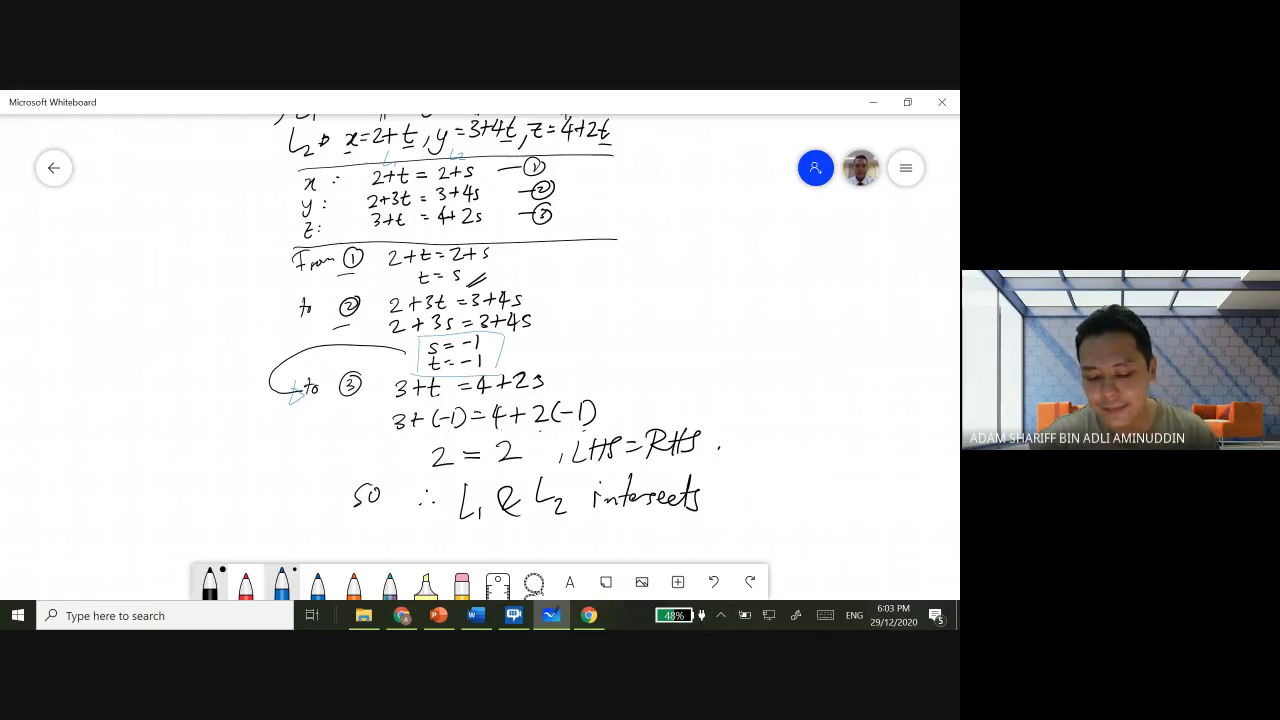 Microsoft Whiteboard
L2 → x=2+t, y=3+4t, z=4+2t
L1 L2
x: 2+t = 2+s — ①
y: 2+3t = 3+4s — ②
z: 3+t = 4+2s — ③
From ① 2+t=2+s
t=s
to ② 2+3t=3+4s
2+3s=3+4s
s=-1
t=-1
to ③ 3+t=4+2s
3+(-1)=4+2(-1)
2=2, LHS=RHS.
so ∴ L1 & L2 intersects
ADAM SHARIFF BIN ADLI AMINUDDIN
A
Type here to search
48%
ENG
6:03 PM
29/12/2020
5